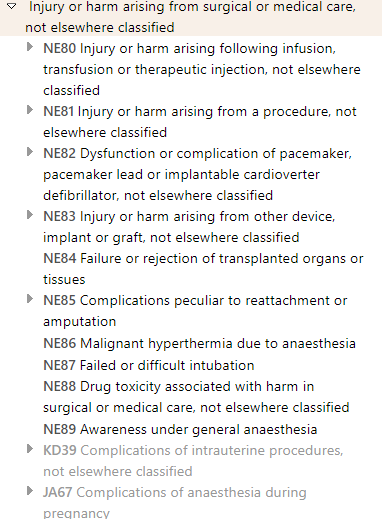 Injury or harm arising from surgical or medical care,
not elsewhere classified
NE80 Injury or harm arising following infusion,
transfusion or therapeutic injection, not elsewhere
classified
NE81 Injury or harm arising from a procedure, not
elsewhere classified
NE82 Dysfunction or complication of pacemaker,
pacemaker lead or implantable cardioverter
defibrillator, not elsewhere classified
NE83 Injury or harm arising from other device,
implant or graft, not elsewhere classified
NE84 Failure or rejection of transplanted organs or
tissues
NE85 Complications peculiar to reattachment or
amputation
NE86 Malignant hyperthermia due to anaesthesia
NE87 Failed or difficult intubation
NE88 Drug toxicity associated with harm in
surgical or medical care, not elsewhere classified
NE89 Awareness under general anaesthesia
KD39 Complications of intrauterine procedures,
not elsewhere classified
JA67 Complications of anaesthesia during
pregnancy